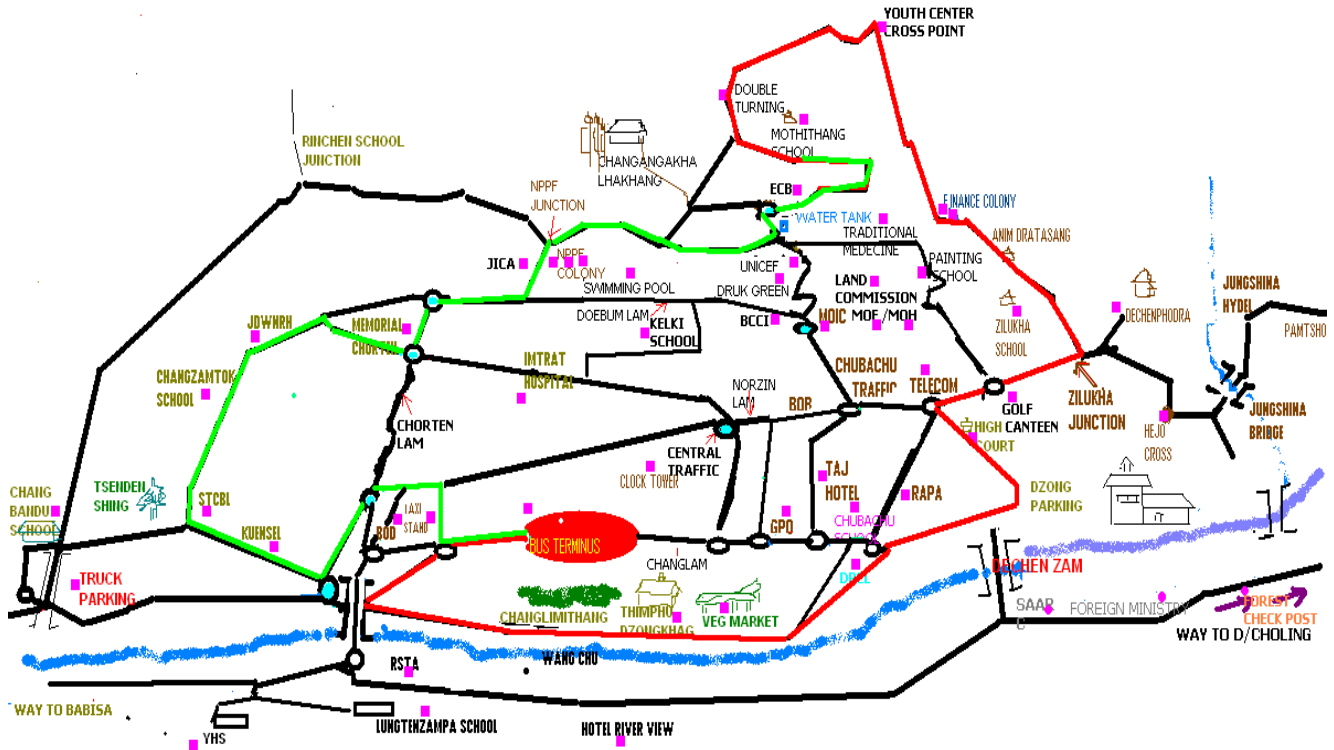 YOUTH CENTER
CROSS POINT
DOUBLE
TURNING
MOTHITHANG
SCHOOL
RINCHEN SCHOOL
JUNCTION
CHANGANGAKHA
LHAKHANG
NPPF
JUNCTION
ECB
WATER TANK
FINANCE COLONY
TRADITIONAL
MEDECINE
ANIM DRATASANG
JICA
NPPF
COLONY
SWIMMING POOL
UNICEF
DRUK GREEN
PAINTING
SCHOOL
LAND
COMMISSION
MOF/MOH
DECHENPHODRA
JUNGSHINA
HYDEL
PAMTSHO
DOEBUM LAM
KELKI
SCHOOL
BCCI
MOIC
ZILUKHA
SCHOOL
JDWNRH
MEMORIAL
CHORTEN
IMTRAT
HOSPITAL
CHUBACHU
TRAFFIC
TELECOM
CHANGZAMTOK
SCHOOL
NORZIN
LAM
BOB
GOLF
CANTEEN
ZILUKHA
JUNCTION
JUNGSHINA
BRIDGE
CHORTEN
LAM
CENTRAL
TRAFFIC
HIGH
COURT
HEJO
CROSS
CLOCK TOWER
TAJ
HOTEL
RAPA
DZONG
PARKING
CHANG
BANDU
SCHOOL
TSENDEN
SHING
STCBL
KUENSEL
BOD
TAXI
STAND
BUS TERMINUS
GPO
CHUBACHU
SCHOOL
CHANGLAM
DECHEN ZAM
TRUCK
PARKING
CHANGLIMITHANG
THIMPHU
DZONGKHAG
VEG MARKET
SAAR
C
FOREIGN MINISTRY
FOREST
CHECK POST
WAY TO D/CHOLING
RSTA
WANG CHU
WAY TO BABISA
YHS
LUNGTENZAMPA SCHOOL
HOTEL RIVER VIEW